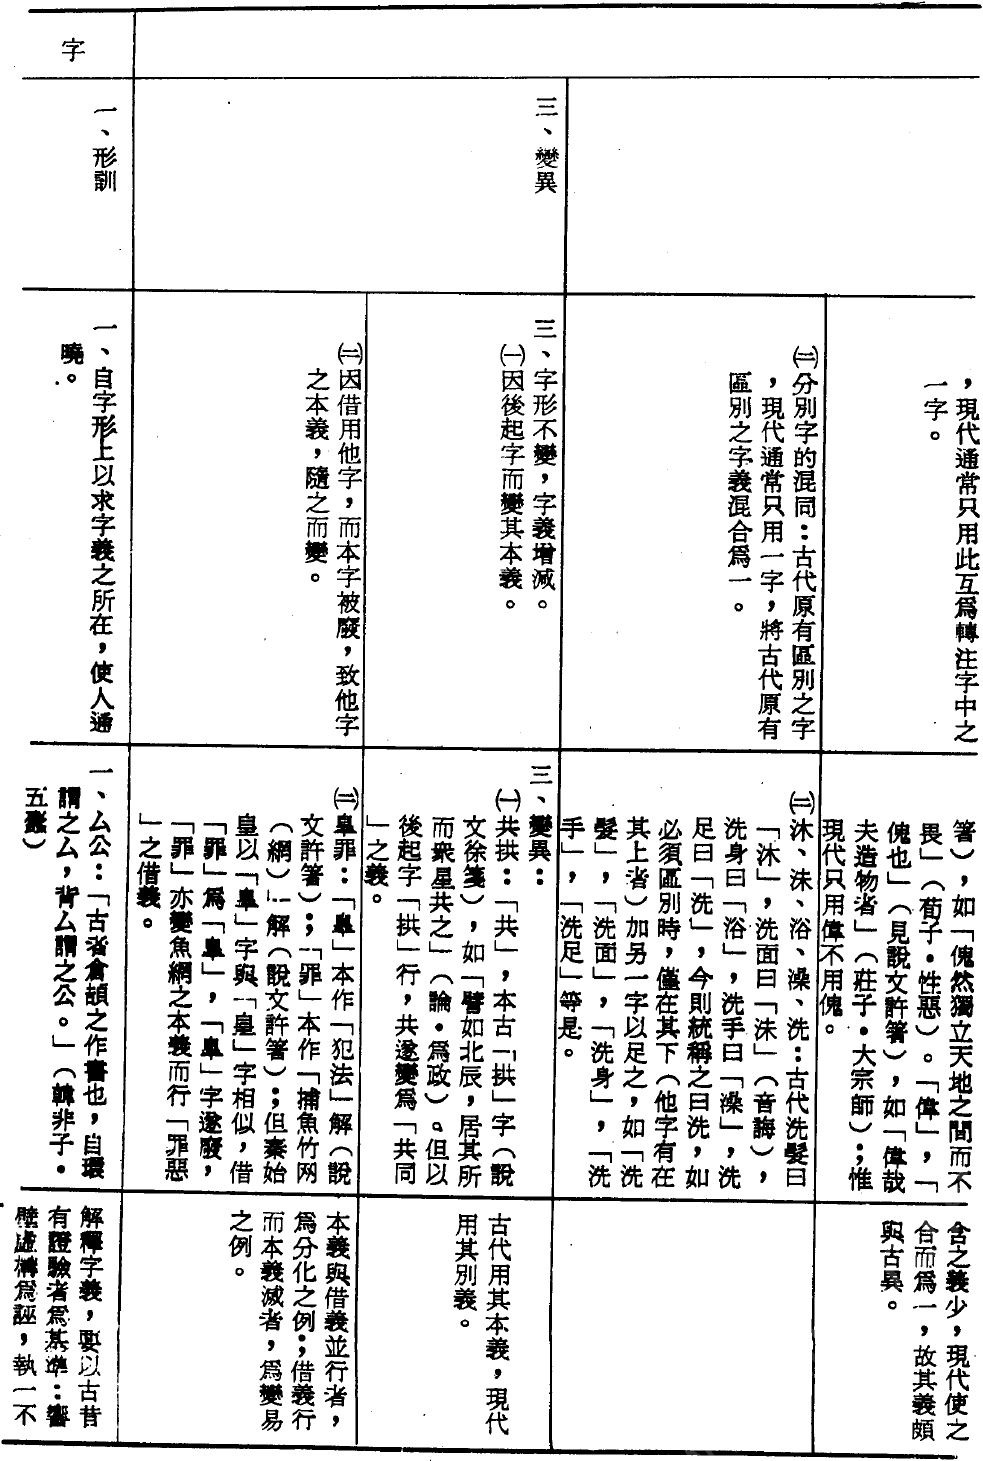 ，現代通常只用此互爲轉注字中之
一字。
箸），如「傀然獨立天地之間而不
畏」（荀子·性惡）。「偉」，「
傀也」（見說文許箸），如「偉哉
夫造物者」（莊子·大宗師）；惟
現代只用偉不用傀。
含之義少，現代使之
合而爲一，故其義頗
與古異。
㈡分別字的混同：古代原有區別之字
，現代通常只用一字，將古代原有
區別之字義混合爲一。
㈡沐、沬、浴、澡、洗：古代洗髮曰
「沐」，洗面曰「沬」（音誨），
洗身曰「浴」，洗手曰「澡」，洗
足曰「洗」，今則統稱之曰洗，如
必須區別時，僅在其下（他字有在
其上者）加另一字以足之，如「洗
髮」，「洗面」，「洗身」，「洗
手」，「洗足」等是。
三、變異
三、字形不變，字義增減。
㈠因後起字而變其本義。
三、變異：
㈠共拱：「共」，本古「拱」字（說
文徐箋），如「譬如北辰，居其所
而衆星共之」（論·爲政）。但以
後起字「拱」行，共遂變爲「共同
」之義。
古代用其本義，現代
用其別義。
㈡因借用他字，而本字被廢，致他字
之本義，隨之而變。
㈡辠罪：「辠」本作「犯法」解（說
文許箸）；「罪」本作「捕魚竹网
（網）」解（說文許箸）；但秦始
皇以「辠」字與「皇」字相似，借
「罪」爲「辠」，「辠」字遂廢，
「罪」亦變魚網之本義而行「罪惡
」之借義。
本義與借義並行者，
爲分化之例；借義行
而本義滅者，爲變易
之例。
字
一、形訓
一、自字形上以求字義之所在，使人通
曉。
一、厶公：「古者倉頡之作書也，自環
謂之厶，背厶謂之公。」（韓非子·
五蠹）
解釋字義，要以古昔
有證驗者爲其準：嚮
壁虛構爲誣，執一不